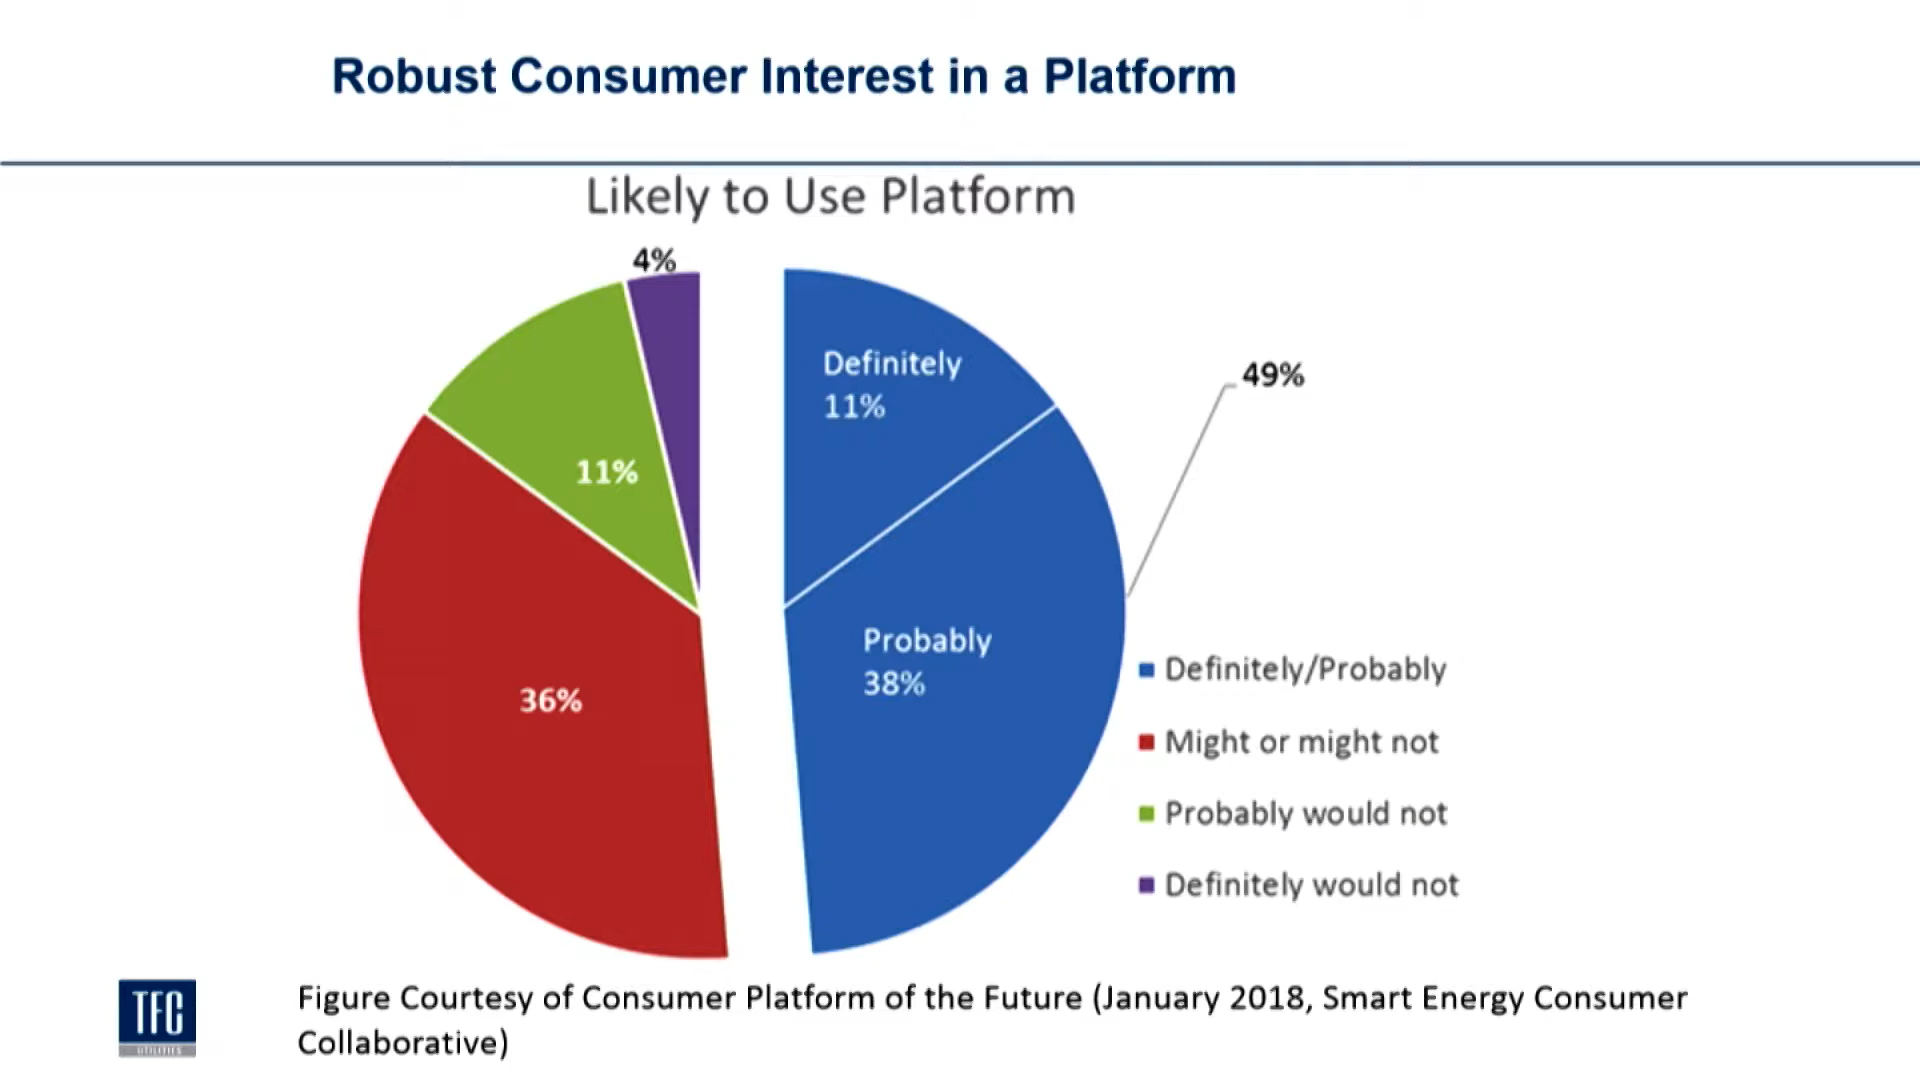 Robust Consumer Interest in a Platform
Likely to Use Platform
4%
Definitely
11%
49%
11%
Probably
38%
36%
Definitely/Probably
Might or might not
Probably would not
Definitely would not
TFC
UTILITIES
Figure Courtesy of Consumer Platform of the Future (January 2018, Smart Energy Consumer
Collaborative)